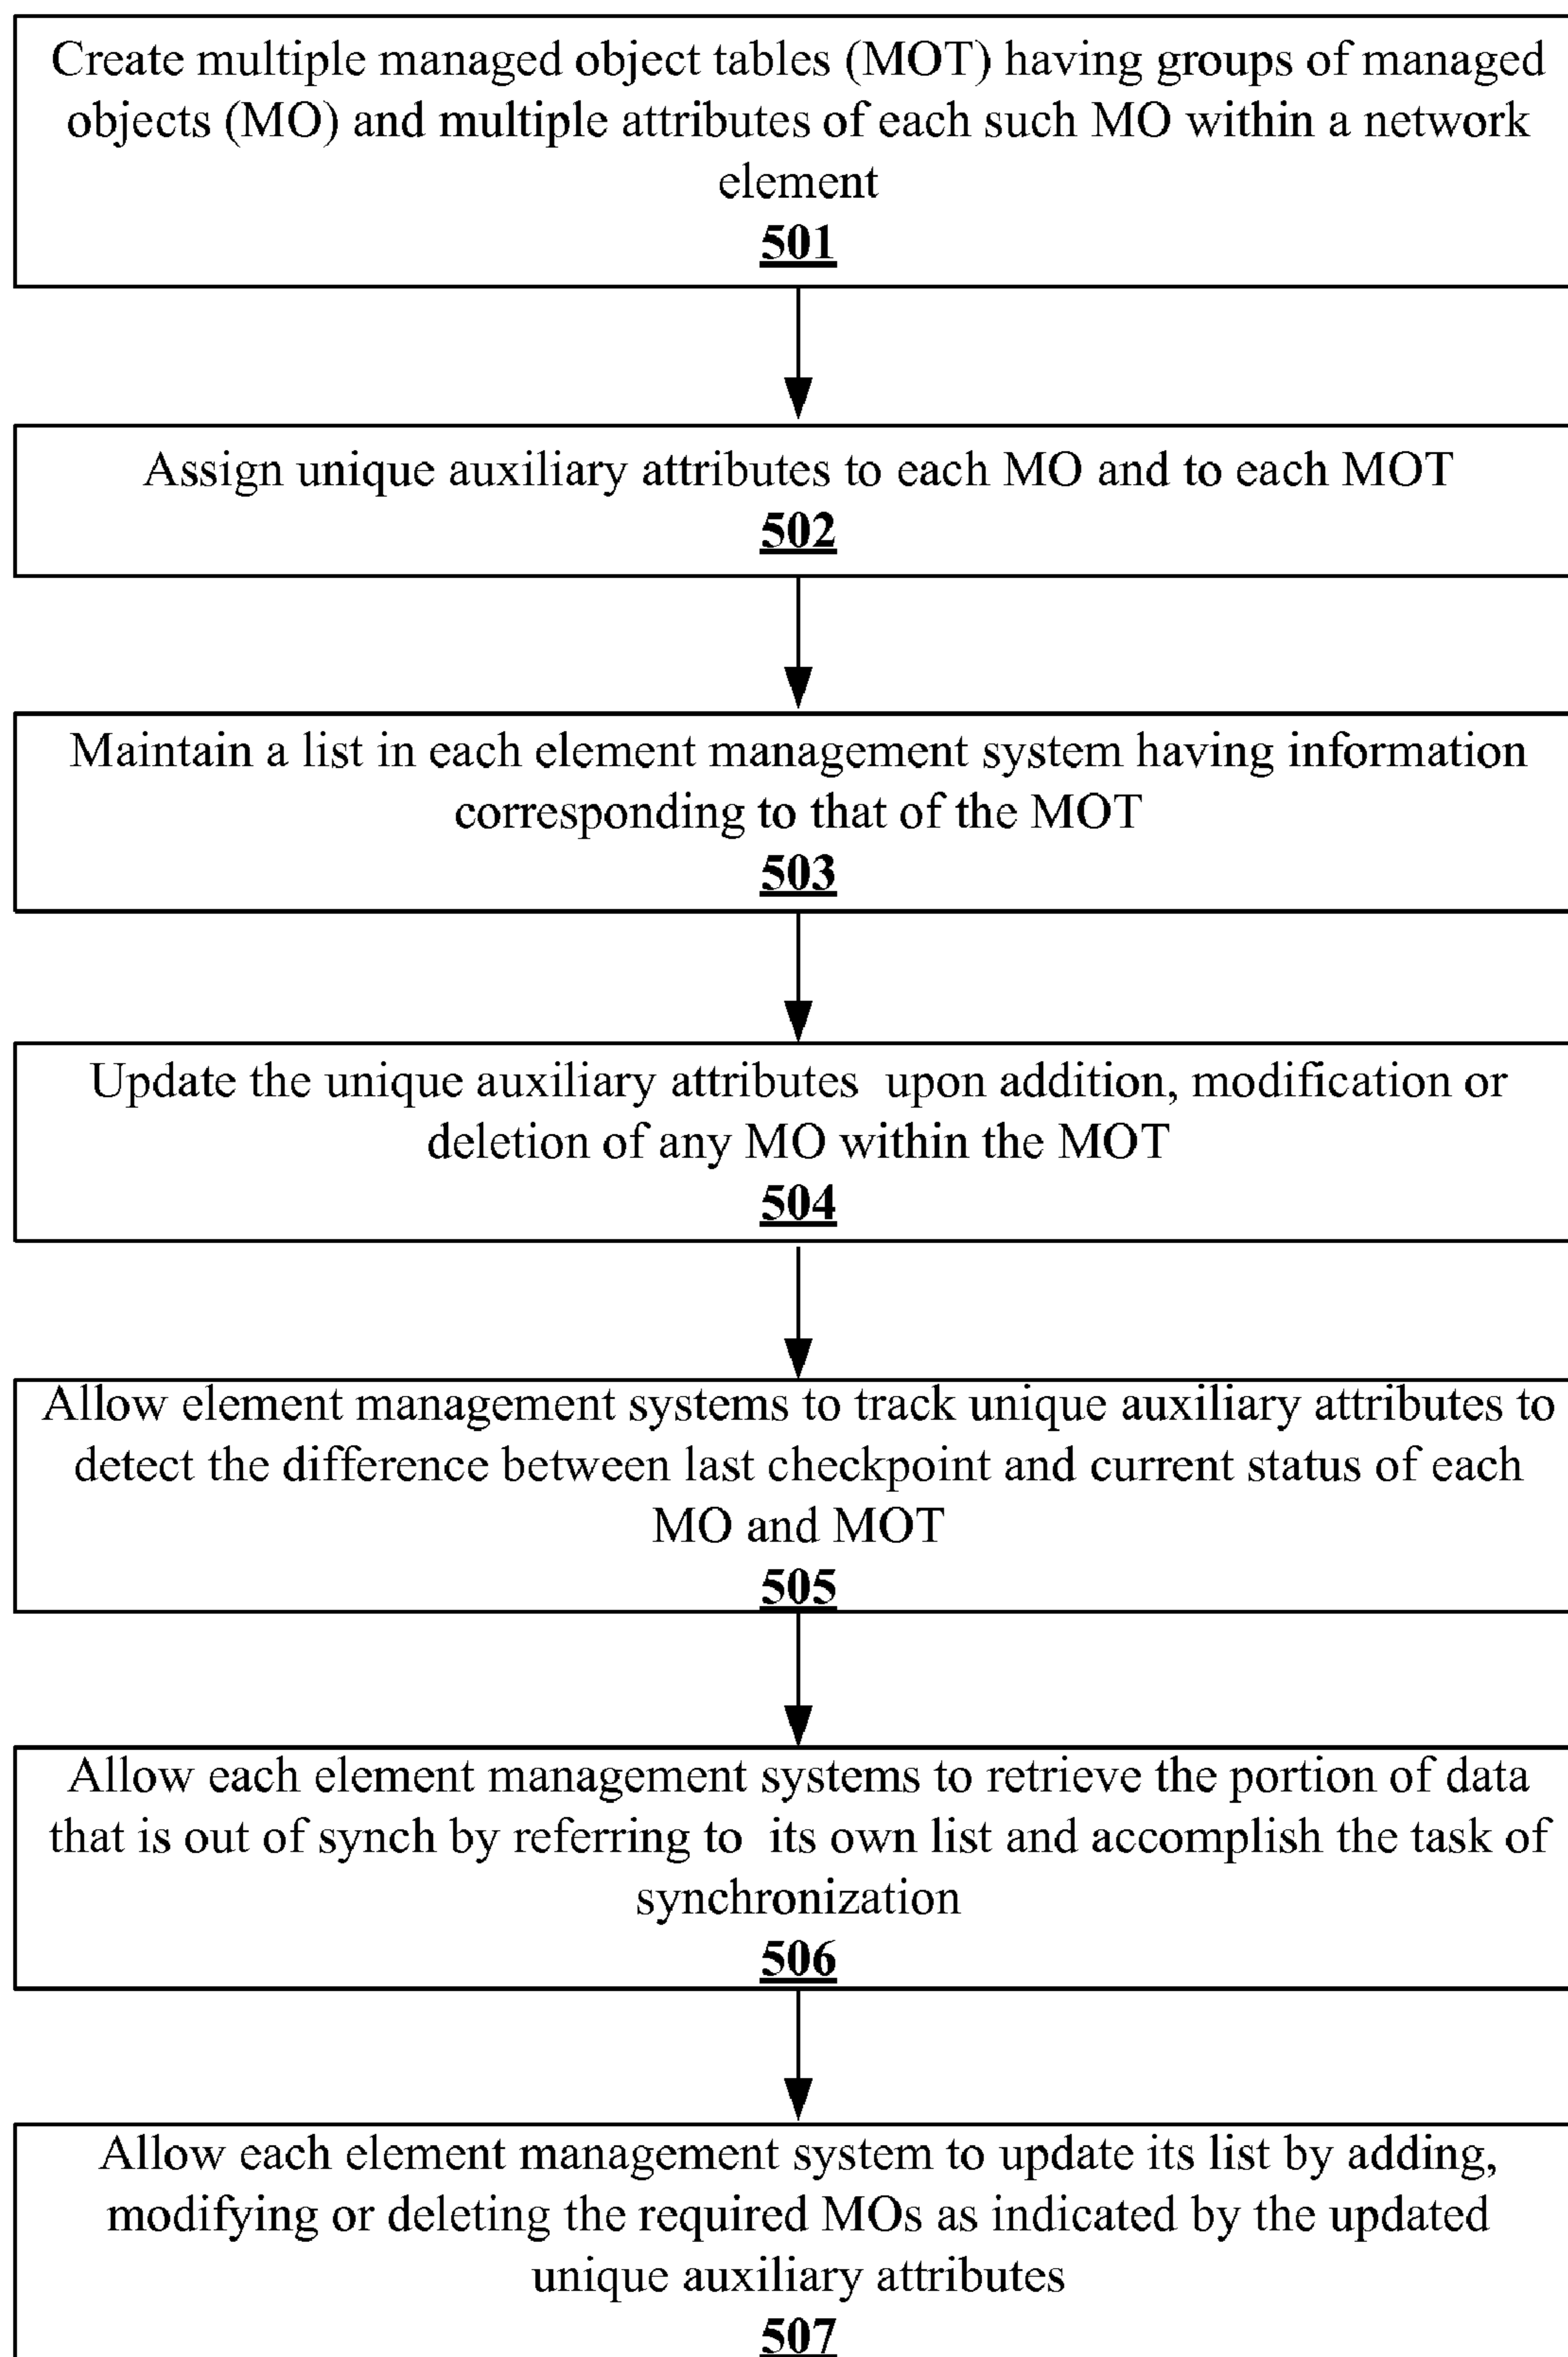 Create multiple managed object tables (MOT) having groups of managed
objects (MO) and multiple attributes of each such MO within a network
element
501
Assign unique auxiliary attributes to each MO and to each MOT
502
Maintain a list in each element management system having information
corresponding to that of the MOT
503
Update the unique auxiliary attributes upon addition, modification or
deletion of any MO within the MOT
504
Allow element management systems to track unique auxiliary attributes to
detect the difference between last checkpoint and current status of each
MO and MOT
505
Allow each element management systems to retrieve the portion of data
that is out of synch by referring to its own list and accomplish the task of
synchronization
506
Allow each element management system to update its list by adding,
modifying or deleting the required MOs as indicated by the updated
unique auxiliary attributes
507